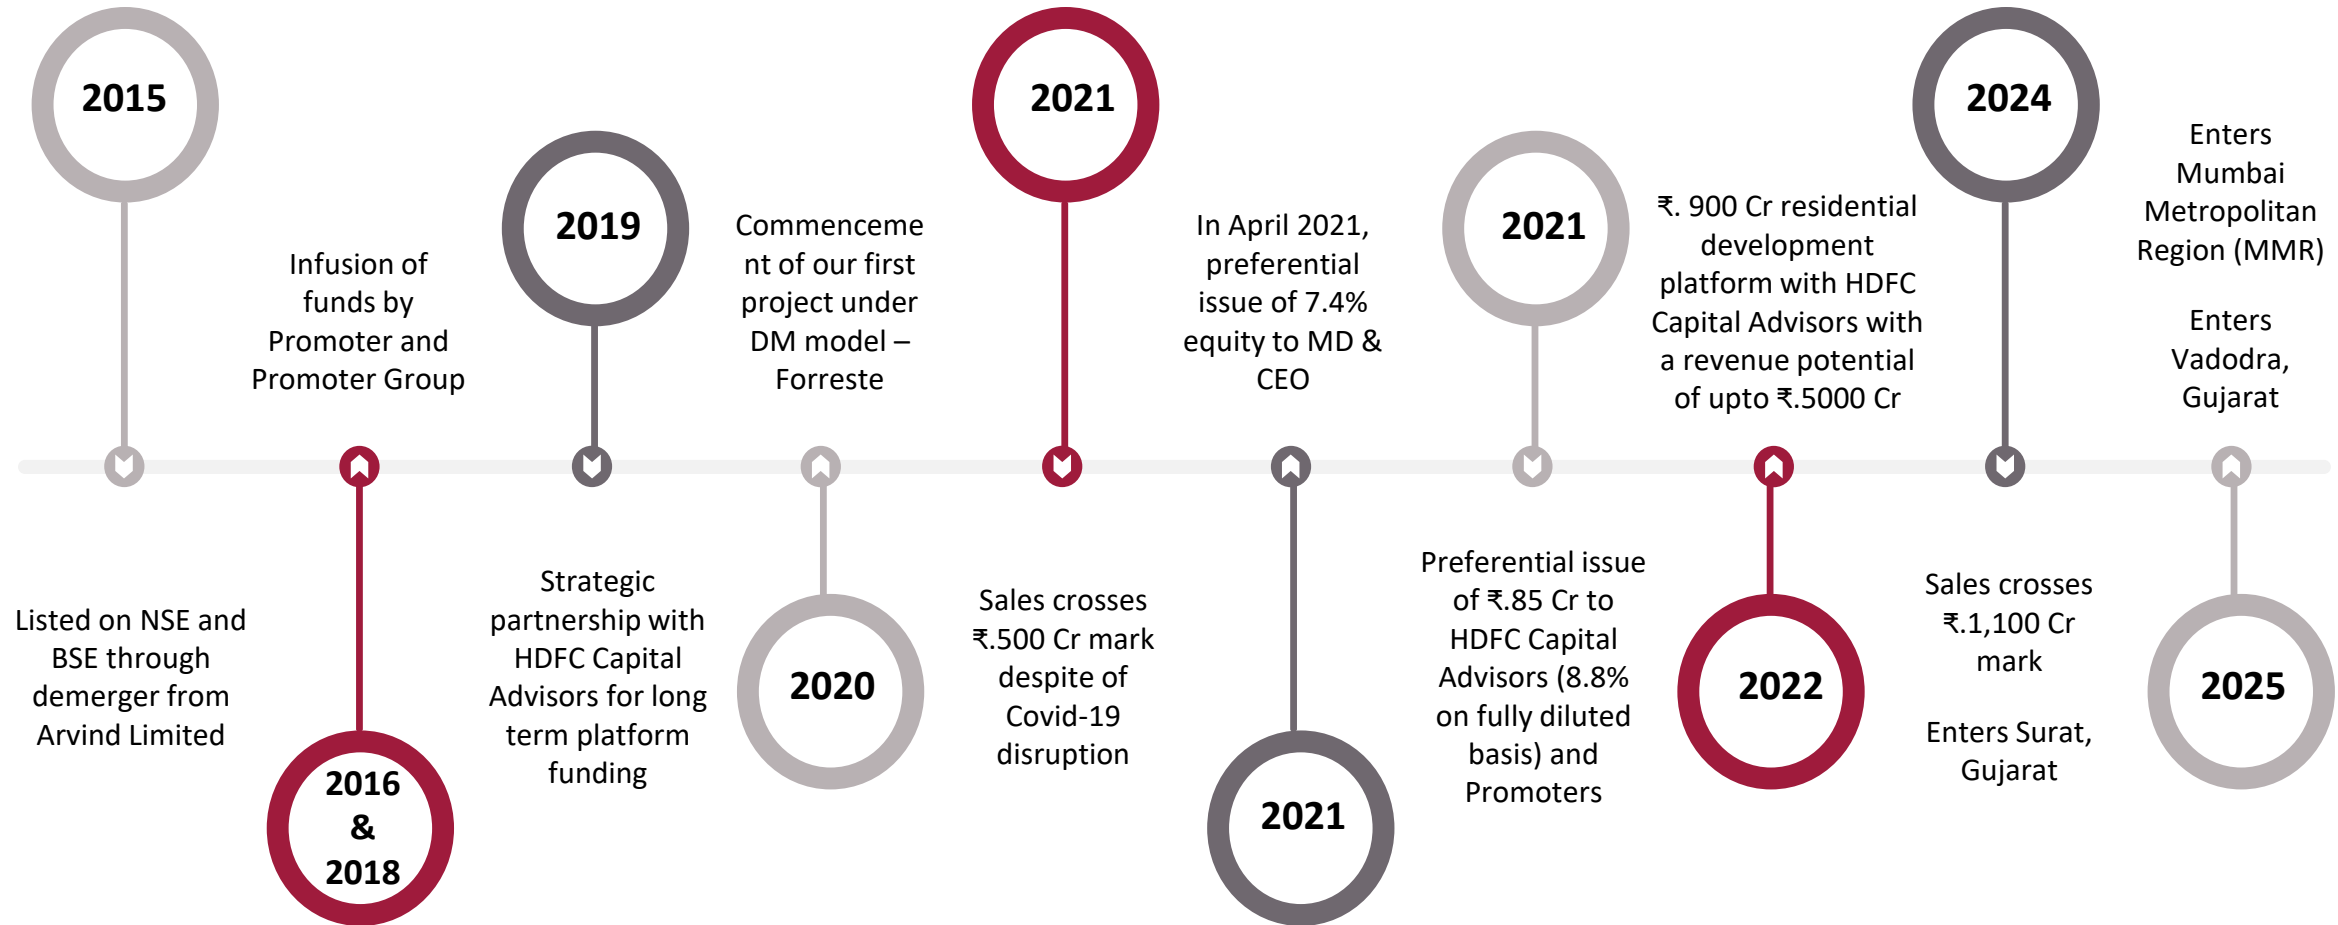 2015
Listed on NSE and
BSE through
demerger from
Arvind Limited
Infusion of
funds by
Promoter and
Promoter Group
2016
&
2018
2019
Strategic
partnership with
HDFC Capital
Advisors for long
term platform
funding
Commenceme
nt of our first
project under
DM model –
Forreste
2020
2021
Sales crosses
₹.500 Cr mark
despite of
Covid-19
disruption
In April 2021,
preferential
issue of 7.4%
equity to MD &
CEO
2021
2021
Preferential issue
of ₹.85 Cr to
HDFC Capital
Advisors (8.8%
on fully diluted
basis) and
Promoters
₹. 900 Cr residential
development
platform with HDFC
Capital Advisors with
a revenue potential
of upto ₹.5000 Cr
2022
2024
Sales crosses
₹.1,100 Cr
mark
Enters Surat,
Gujarat
Enters
Mumbai
Metropolitan
Region (MMR)
Enters
Vadodra,
Gujarat
2025